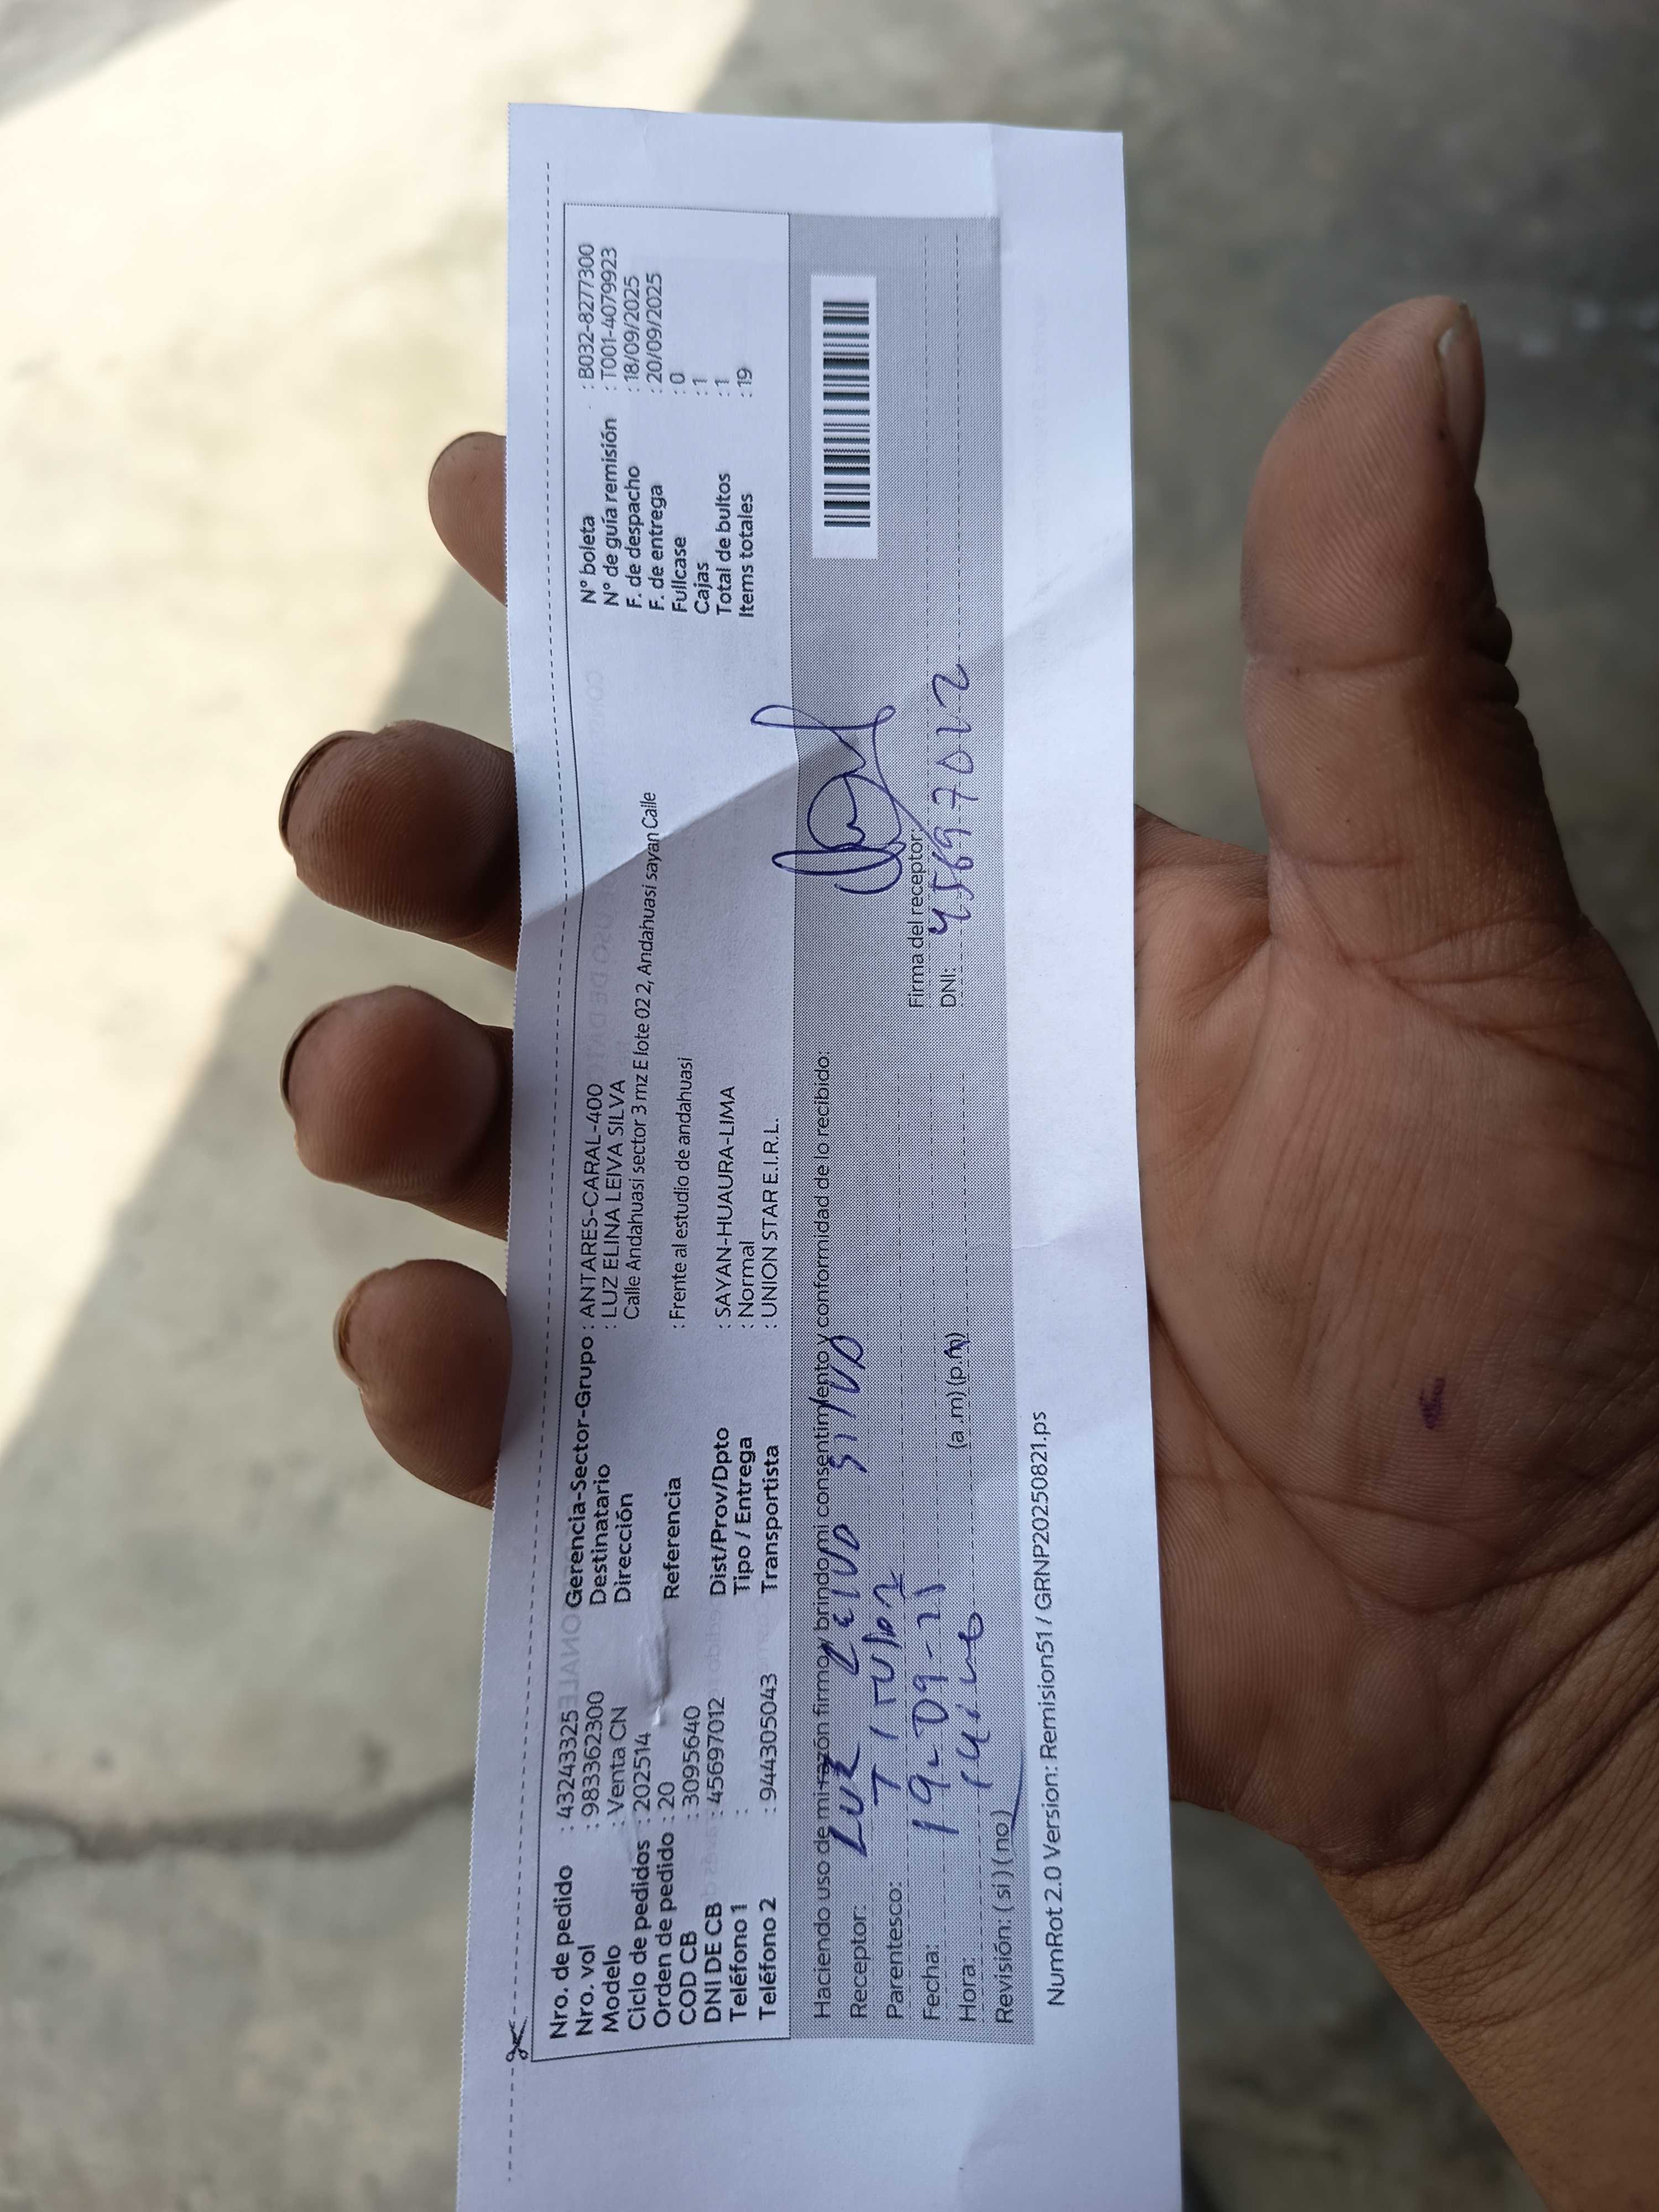 Nro. de pedido : 43243325
Nro. vol : 983362300
Modelo : Venta CN
Ciclo de pedidos : 202514
Orden de pedido : 20
COD CB : 3095640
DNI DE CB : 45697012
Teléfono 1 :
Teléfono 2 : 944305043
Gerencia-Sector-Grupo : ANTARES-CARAL-400
Destinatario : LUZ ELINA LEIVA SILVA
Dirección Calle Andahuasi sector 3 mz E lote 02 2, Andahuasi sayan Calle
Referencia : Frente al estudio de andahuasi
Dist/Prov/Dpto : SAYAN-HUAURA-LIMA
Tipo / Entrega : Normal
Transportista : UNION STAR E.I.R.L.
N° boleta : B032-8277300
N° de guía remisión : T001-4079923
F. de despacho : 18/09/2025
F. de entrega : 20/09/2025
Fullcase : 0
Cajas : 1
Total de bultos : 1
Items totales : 19
Haciendo uso de mi razón firmo y brindo mi consentimiento y conformidad de lo recibido.
Receptor: Luz Leiva Silva
Parentesco: Titular
Fecha: 19-09-25
Hora: (a .m) (p.m)
Revisión: ( si ) ( no )
Firma del receptor:
DNI: 45697012
NumRot 2.0 Version: Remision51 / GRNP20250821.ps